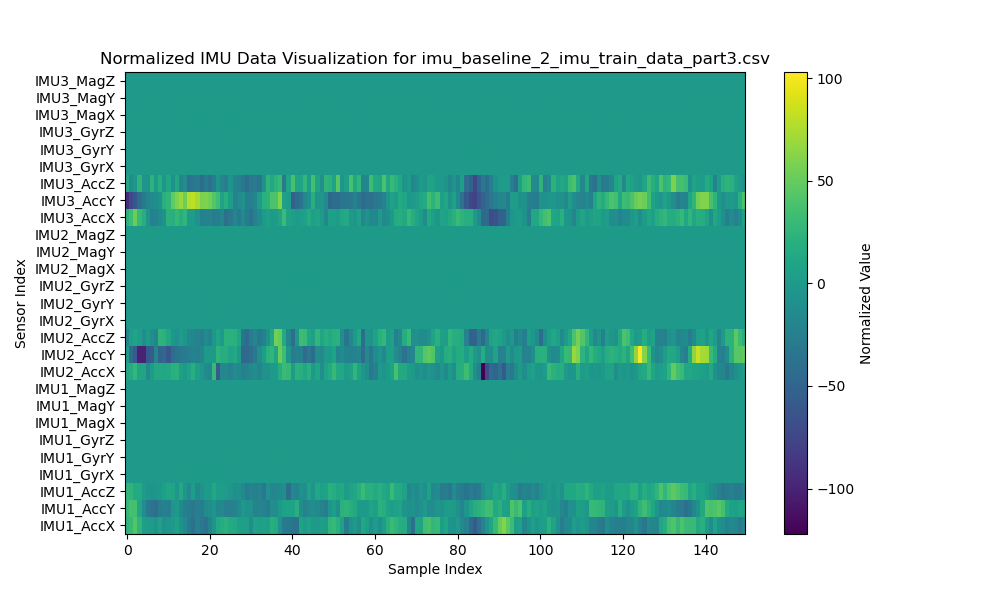 Normalized IMU Data Visualization for imu_baseline_2_imu_train_data_part3.csv
Sensor Index
IMU3_MagZ
IMU3_MagY
IMU3_MagX
IMU3_GyrZ
IMU3_GyrY
IMU3_GyrX
IMU3_AccZ
IMU3_AccY
IMU3_AccX
IMU2_MagZ
IMU2_MagY
IMU2_MagX
IMU2_GyrZ
IMU2_GyrY
IMU2_GyrX
IMU2_AccZ
IMU2_AccY
IMU2_AccX
IMU1_MagZ
IMU1_MagY
IMU1_MagX
IMU1_GyrZ
IMU1_GyrY
IMU1_GyrX
IMU1_AccZ
IMU1_AccY
IMU1_AccX
0 20 40 60 80 100 120 140
Sample Index
100
50
0
−50
−100
Normalized Value